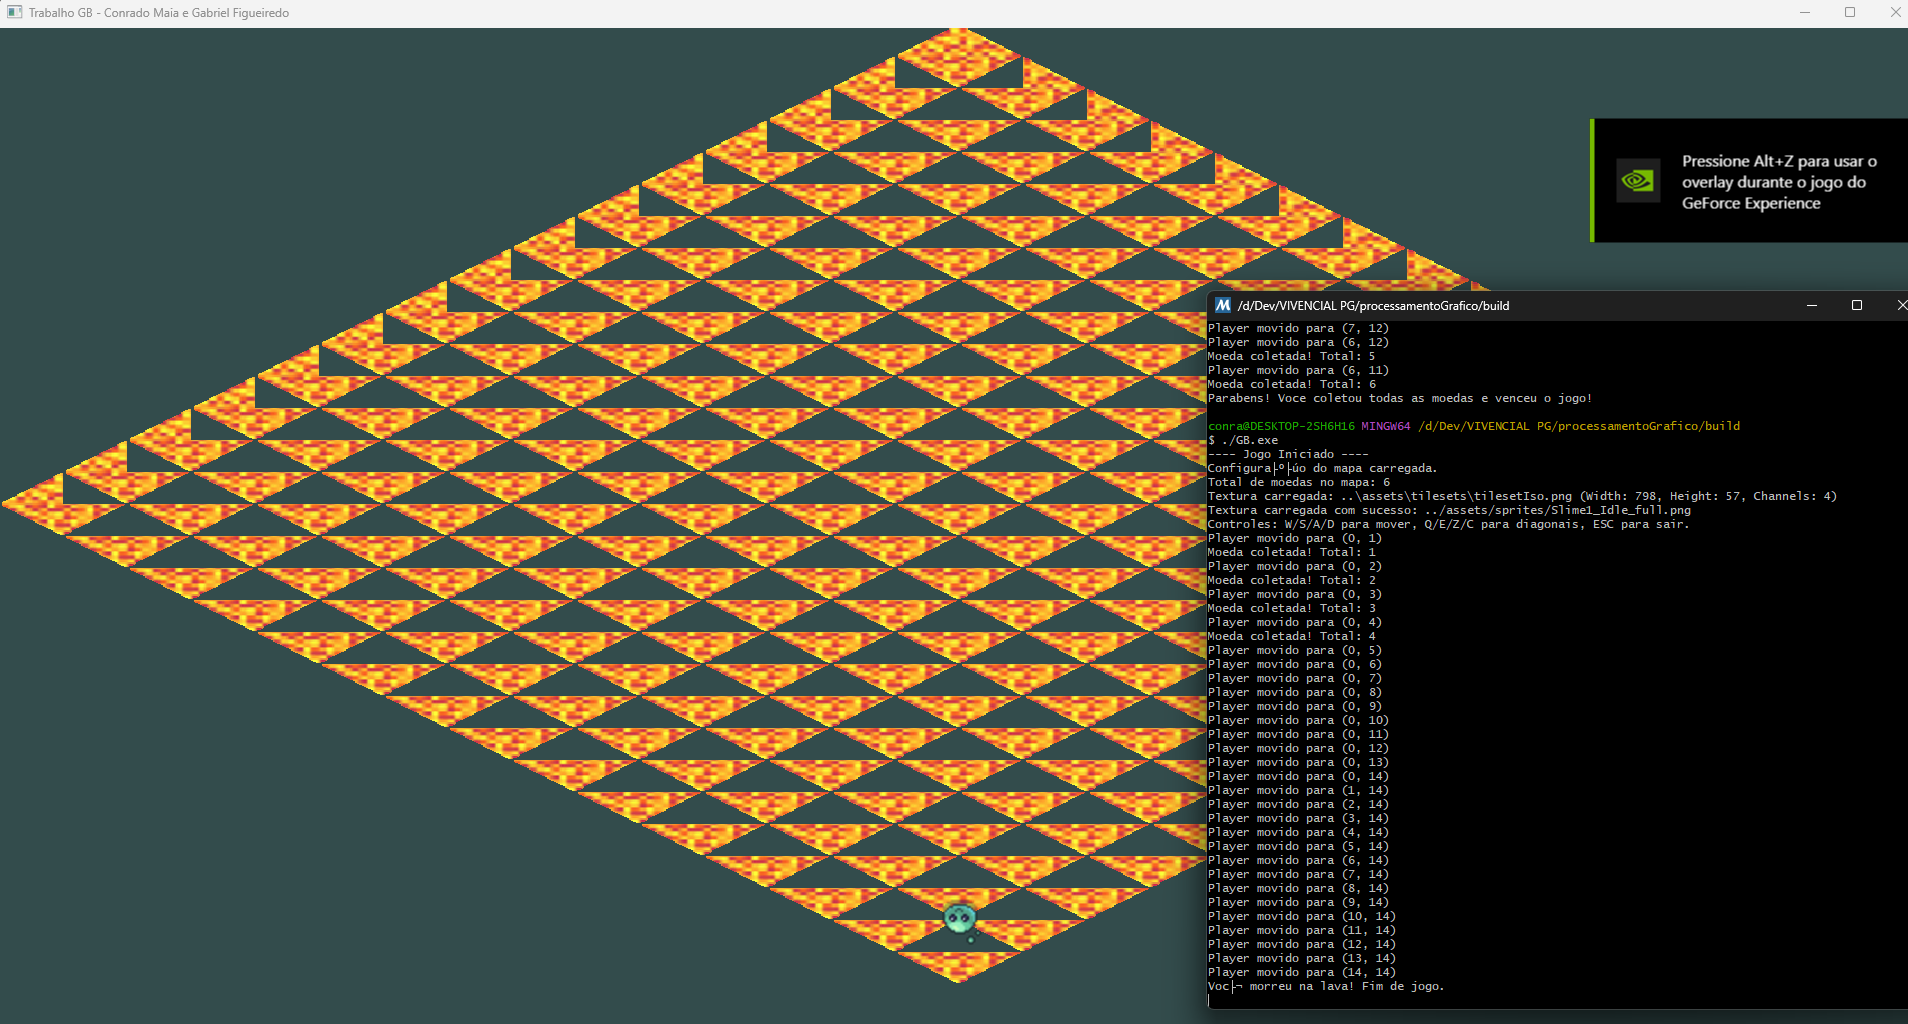 Trabalho GB - Conrado Maia e Gabriel Figueiredo
Pressione Alt+Z para usar o
overlay durante o jogo do
GeForce Experience
/d/Dev/VIVENCIAL PG/processamentoGrafico/build
Player movido para (7, 12)
Player movido para (6, 12)
Moeda coletada! Total: 5
Player movido para (6, 11)
Moeda coletada! Total: 6
Parabens! Voce coletou todas as moedas e venceu o jogo!
conra@DESKTOP-2SH6H16 MINGW64 /d/Dev/VIVENCIAL PG/processamentoGrafico/build
$ ./GB.exe
---- Jogo Iniciado ----
Configura├º├úo do mapa carregada.
Total de moedas no mapa: 6
Textura carregada: ..\assets\tilesets\tilesetIso.png (Width: 798, Height: 57, Channels: 4)
Textura carregada com sucesso: ../assets/sprites/Slime1_Idle_full.png
Controles: W/S/A/D para mover, Q/E/Z/C para diagonais, ESC para sair.
Player movido para (0, 1)
Moeda coletada! Total: 1
Player movido para (0, 2)
Moeda coletada! Total: 2
Player movido para (0, 3)
Moeda coletada! Total: 3
Player movido para (0, 4)
Moeda coletada! Total: 4
Player movido para (0, 5)
Player movido para (0, 6)
Player movido para (0, 7)
Player movido para (0, 8)
Player movido para (0, 9)
Player movido para (0, 10)
Player movido para (0, 11)
Player movido para (0, 12)
Player movido para (0, 13)
Player movido para (0, 14)
Player movido para (1, 14)
Player movido para (2, 14)
Player movido para (3, 14)
Player movido para (4, 14)
Player movido para (5, 14)
Player movido para (6, 14)
Player movido para (7, 14)
Player movido para (8, 14)
Player movido para (9, 14)
Player movido para (10, 14)
Player movido para (11, 14)
Player movido para (12, 14)
Player movido para (13, 14)
Player movido para (14, 14)
Voc├¬ morreu na lava! Fim de jogo.